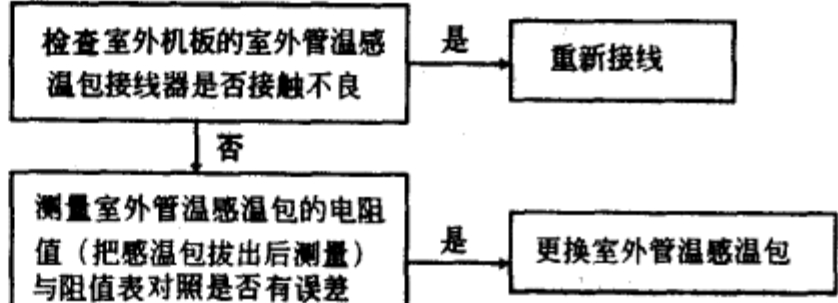 检查室外机板的室外管温感
温包接线器是否接触不良
是
重新接线
否
测量室外管温感温包的电阻
值（把感温包拔出后测量）
与阻值表对照是否有误差
是
更换室外管温感温包